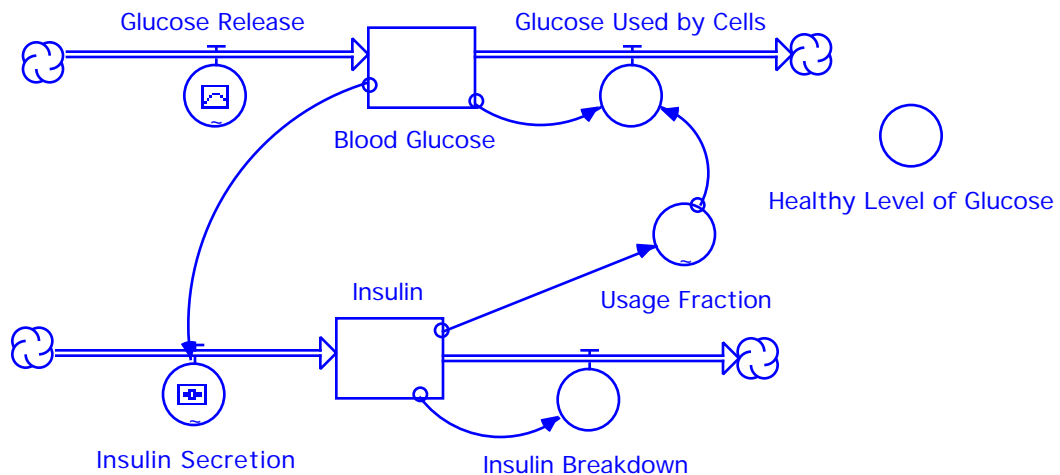 Glucose Release
Glucose Used by Cells
Blood Glucose
~
Healthy Level of Glucose
~
Insulin
Usage Fraction
~
Insulin Secretion
Insulin Breakdown
~